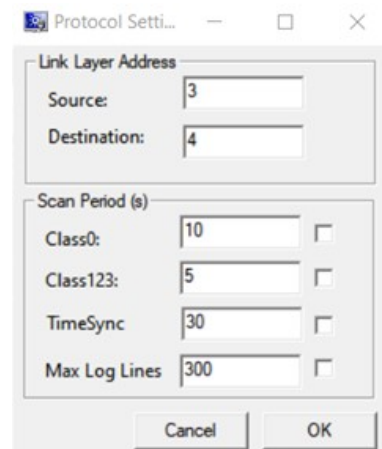 Protocol Setti...
Link Layer Address
Source: 3
Destination: 4
Scan Period (s)
Class0: 10
Class123: 5
TimeSync 30
Max Log Lines 300
Cancel OK